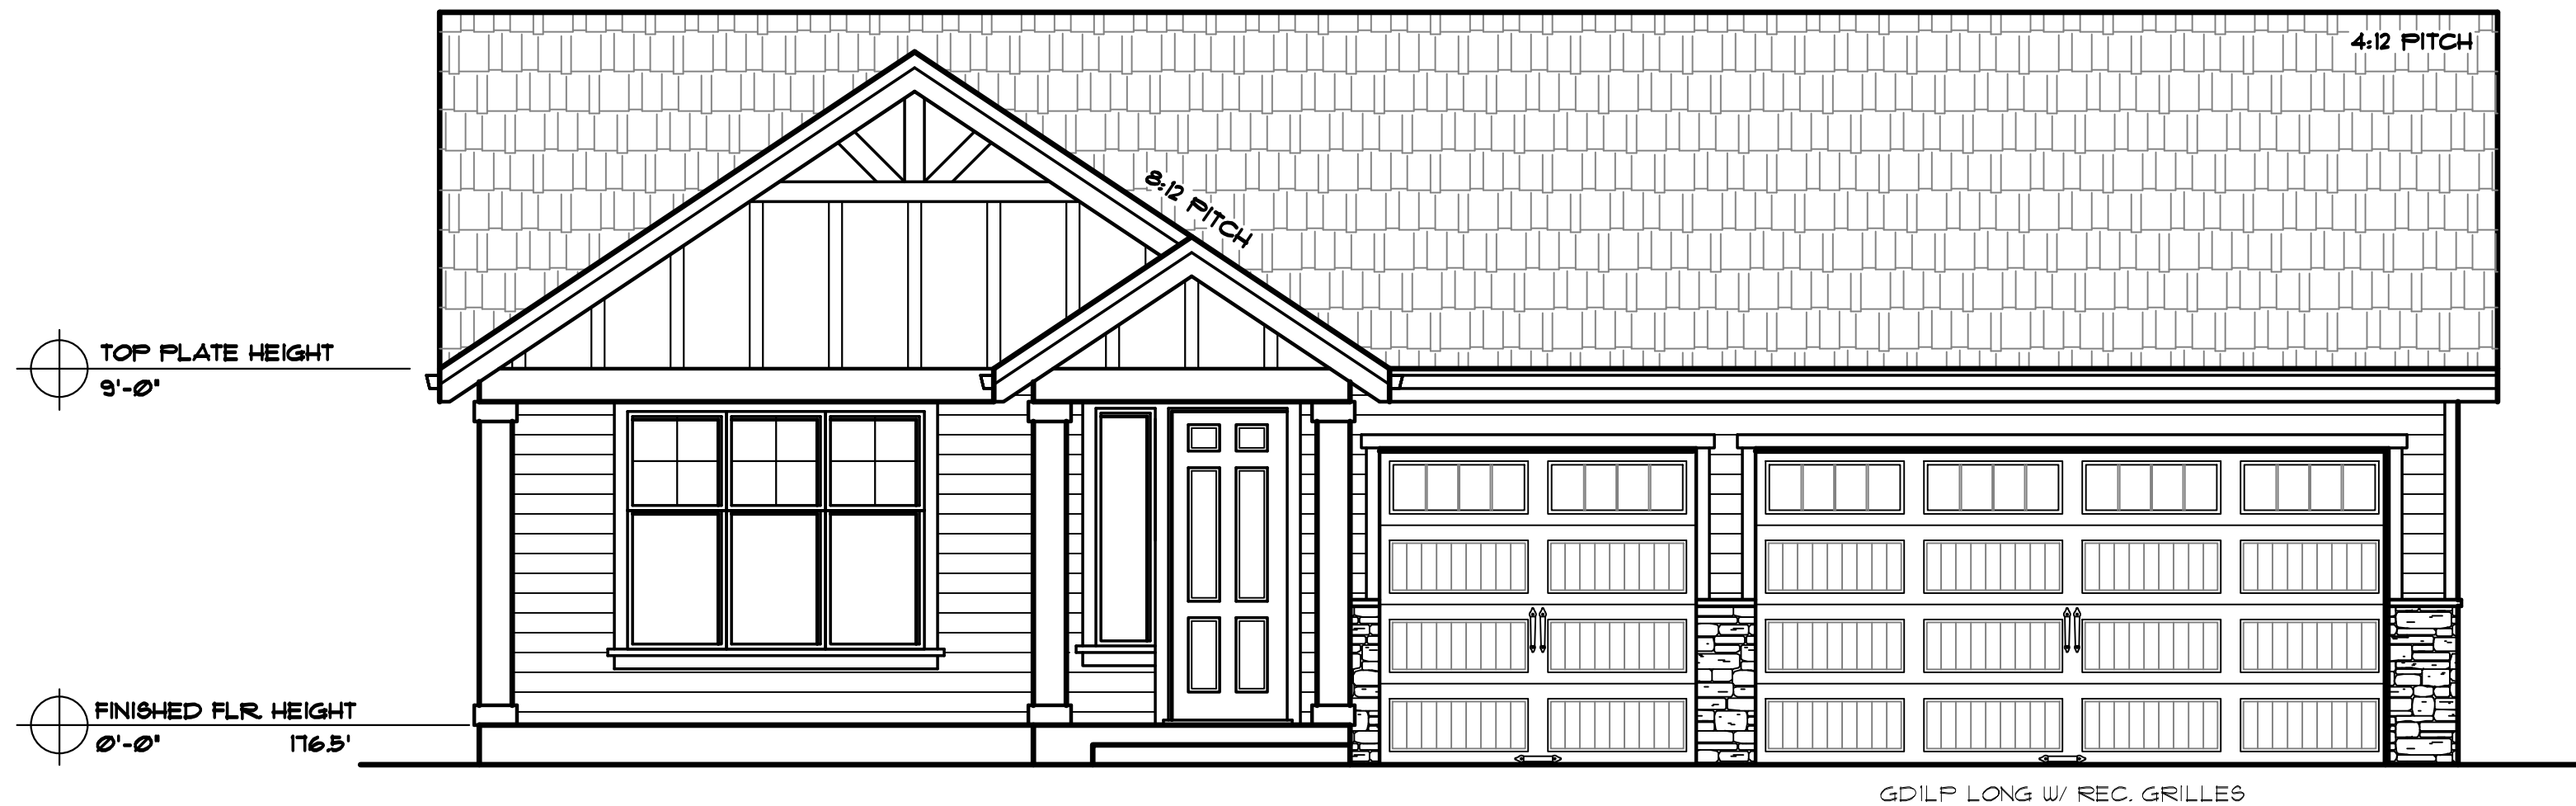 4:12 PITCH
8:12 PITCH
TOP PLATE HEIGHT
9'-0"
FINISHED FLR. HEIGHT
0'-0" 176.5'
GD1LP LONG W/ REC. GRILLES